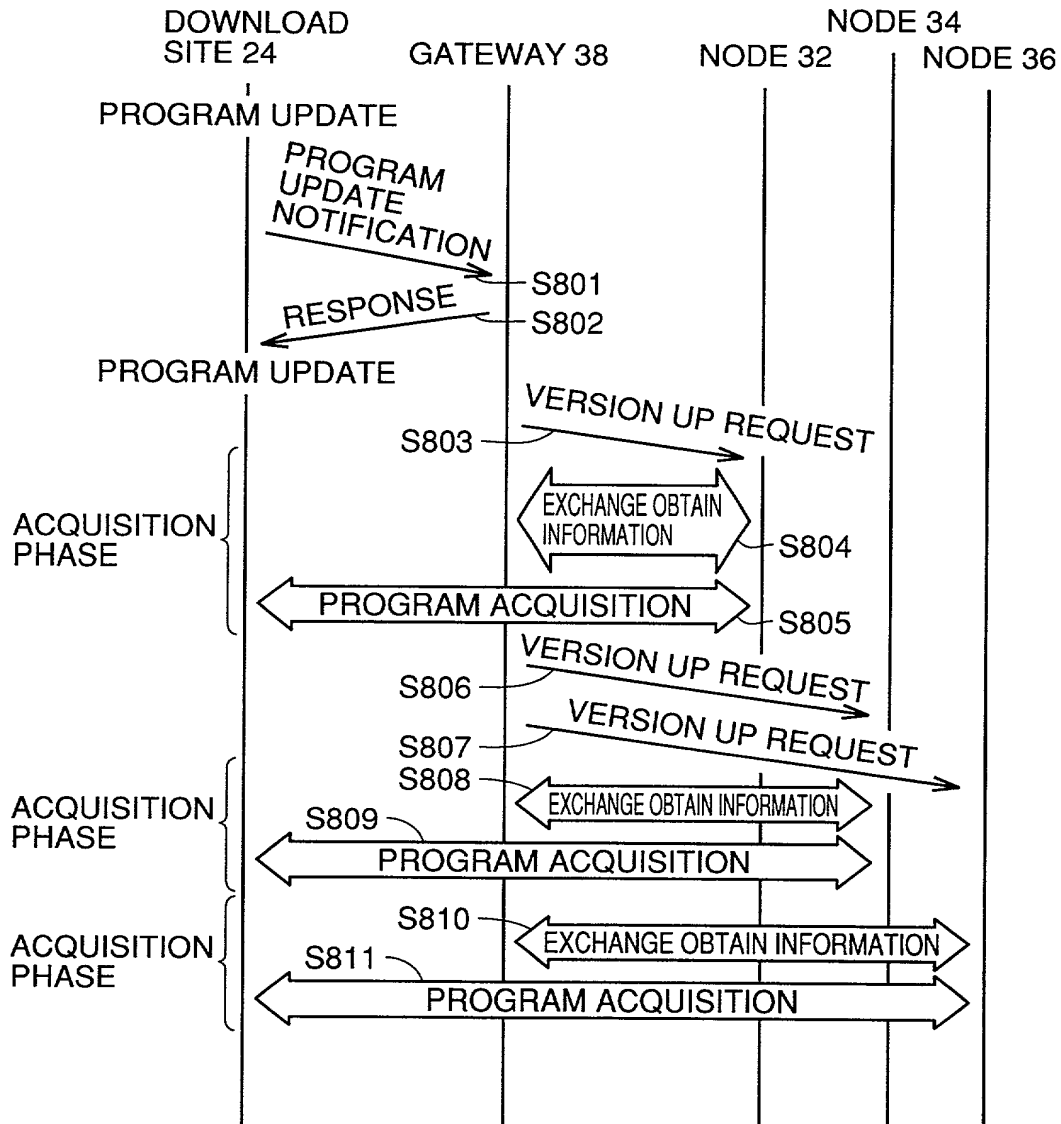 DOWNLOAD
SITE 24
GATEWAY 38
NODE 32
NODE 34
NODE 36
PROGRAM UPDATE
PROGRAM
UPDATE
NOTIFICATION
S801
RESPONSE
S802
PROGRAM UPDATE
VERSION UP REQUEST
S803
ACQUISITION
PHASE
EXCHANGE OBTAIN
INFORMATION
S804
PROGRAM ACQUISITION
S805
VERSION UP REQUEST
S806
VERSION UP REQUEST
S807
S808
ACQUISITION
PHASE
EXCHANGE OBTAIN INFORMATION
S809
PROGRAM ACQUISITION
S810
ACQUISITION
PHASE
EXCHANGE OBTAIN INFORMATION
S811
PROGRAM ACQUISITION